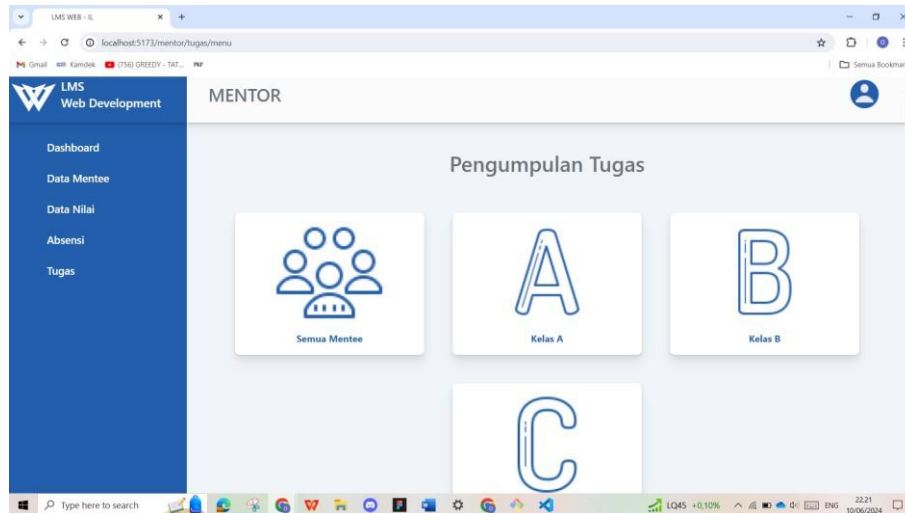 LMS WEB - IL
localhost:5173/mentor/tugas/menu
Gmail
Kamdek
(756) GREEDY - TAT...
Semua Bookmar
LMS
Web Development
MENTOR
Dashboard
Data Mentee
Data Nilai
Absensi
Tugas
Pengumpulan Tugas
Semua Mentee
A
Kelas A
B
Kelas B
C
Type here to search
LQ45 +0,10%
ENG
22.21
10/06/2024